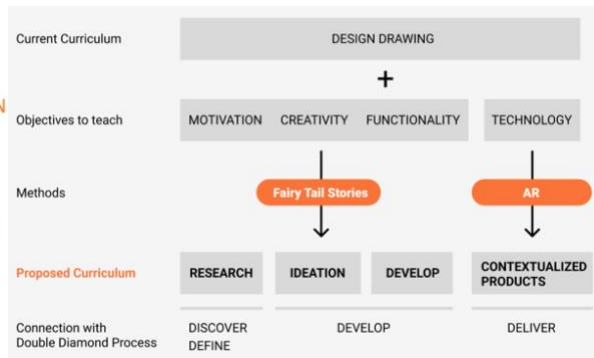 Current Curriculum
DESIGN DRAWING
+
N
Objectives to teach
MOTIVATION CREATIVITY FUNCTIONALITY
TECHNOLOGY
Methods
Fairy Tail Stories
AR
Proposed Curriculum
RESEARCH
IDEATION
DEVELOP
CONTEXTUALIZED
PRODUCTS
Connection with
Double Diamond Process
DISCOVER
DEFINE
DEVELOP
DELIVER